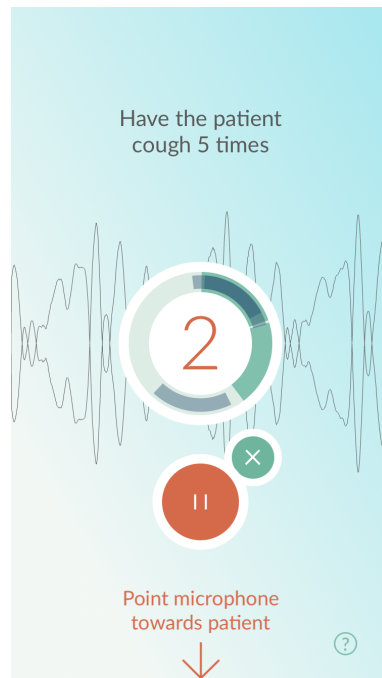 Have the patient
cough 5 times
2
Point microphone
towards patient
?